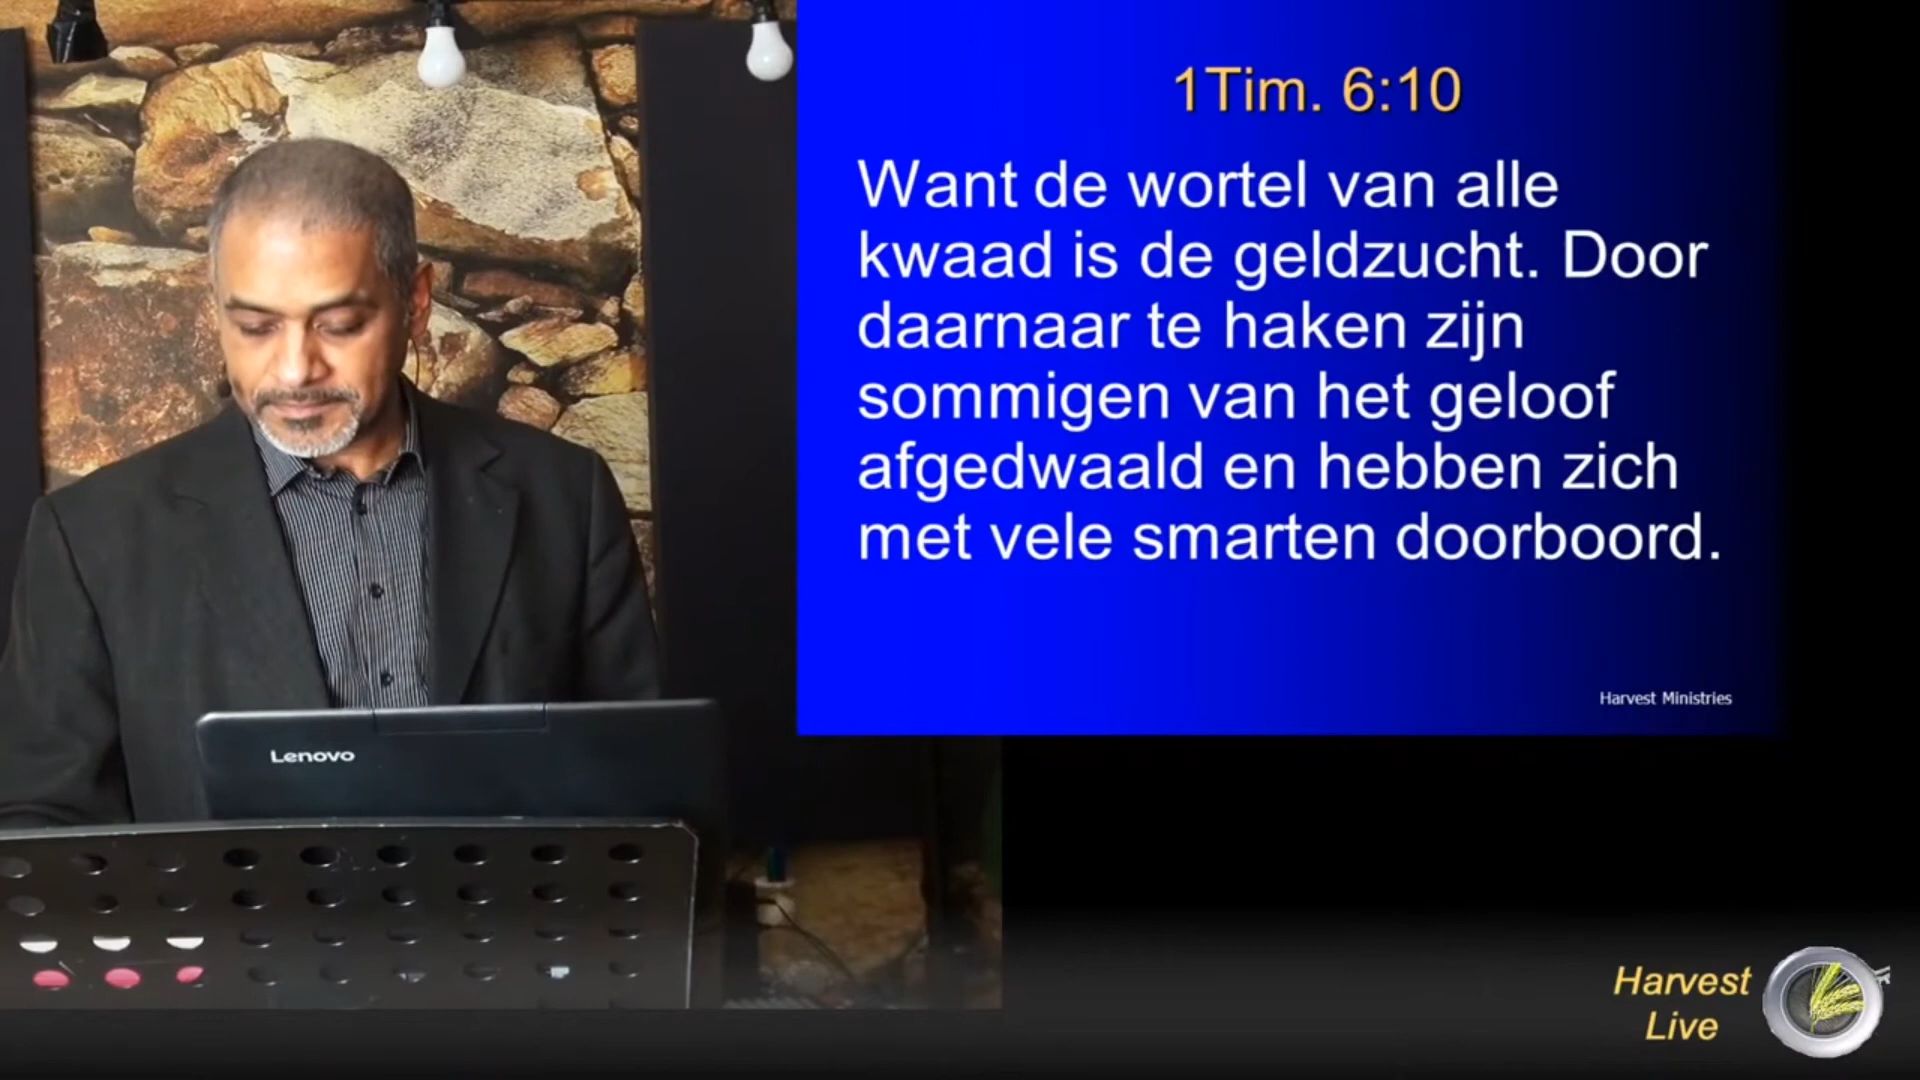 1Tim. 6:10
Want de wortel van alle
kwaad is de geldzucht. Door
daarnaar te haken zijn
sommigen van het geloof
afgedwaald en hebben zich
met vele smarten doorboord.
Harvest Ministries
Lenovo
Harvest
Live